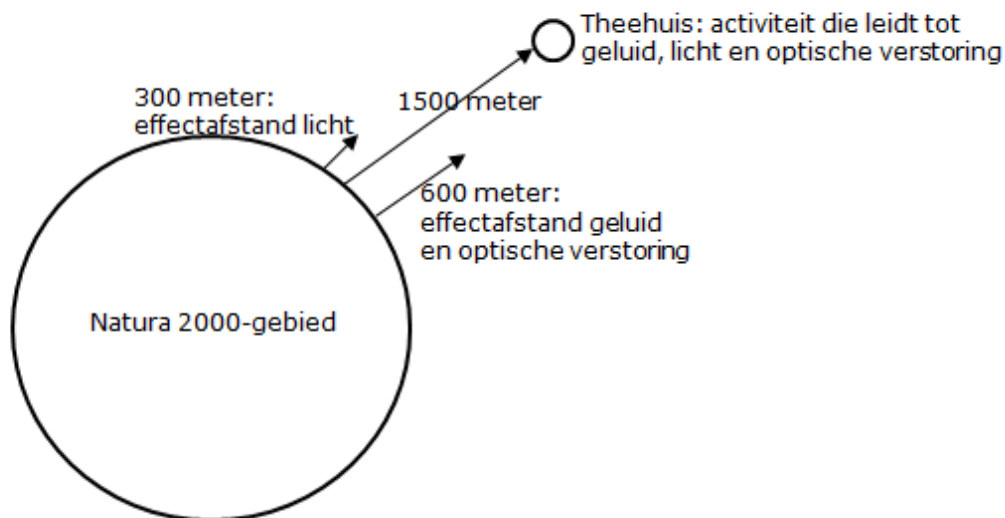 Theehuis: activiteit die leidt tot
geluid, licht en optische verstoring
300 meter:
effectafstand licht
1500 meter
600 meter:
effectafstand geluid
en optische verstoring
Natura 2000-gebied